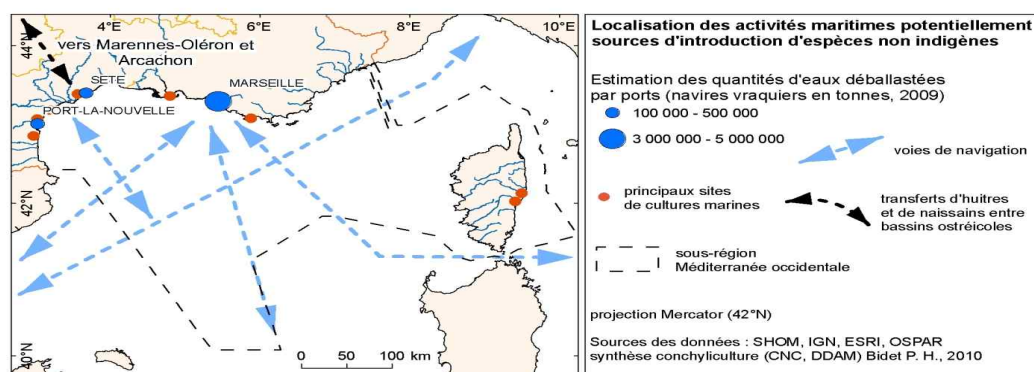 4°E
6°E
8°E
10°E
44°N
vers Marennes-Oléron et
Arcachon
SETE
MARSEILLE
PORT-LA-NOUVELLE
42°N
40°N
0 50 100 km
Localisation des activités maritimes potentiellement
sources d'introduction d'espèces non indigènes
Estimation des quantités d'eaux déballastées
par ports (navires vraquiers en tonnes, 2009)
100 000 - 500 000
3 000 000 - 5 000 000
voies de navigation
principaux sites
de cultures marines
transferts d'huitres
et de naissains entre
bassins ostréicoles
sous-région
Méditerranée occidentale
projection Mercator (42°N)
Sources des données : SHOM, IGN, ESRI, OSPAR
synthèse conchyliculture (CNC, DDAM) Bidet P. H., 2010